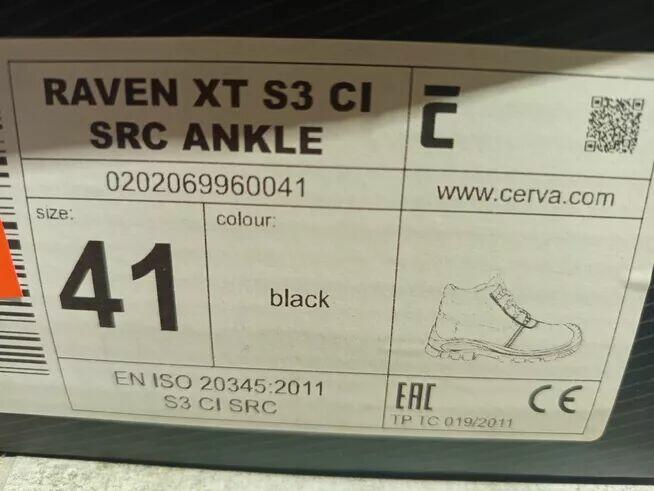 RAVEN XT S3 CI
SRC ANKLE
0202069960041
www.cerva.com
size:
41
colour:
black
EN ISO 20345:2011
S3 CI SRC
EAC
TP TC 019/2011
CE